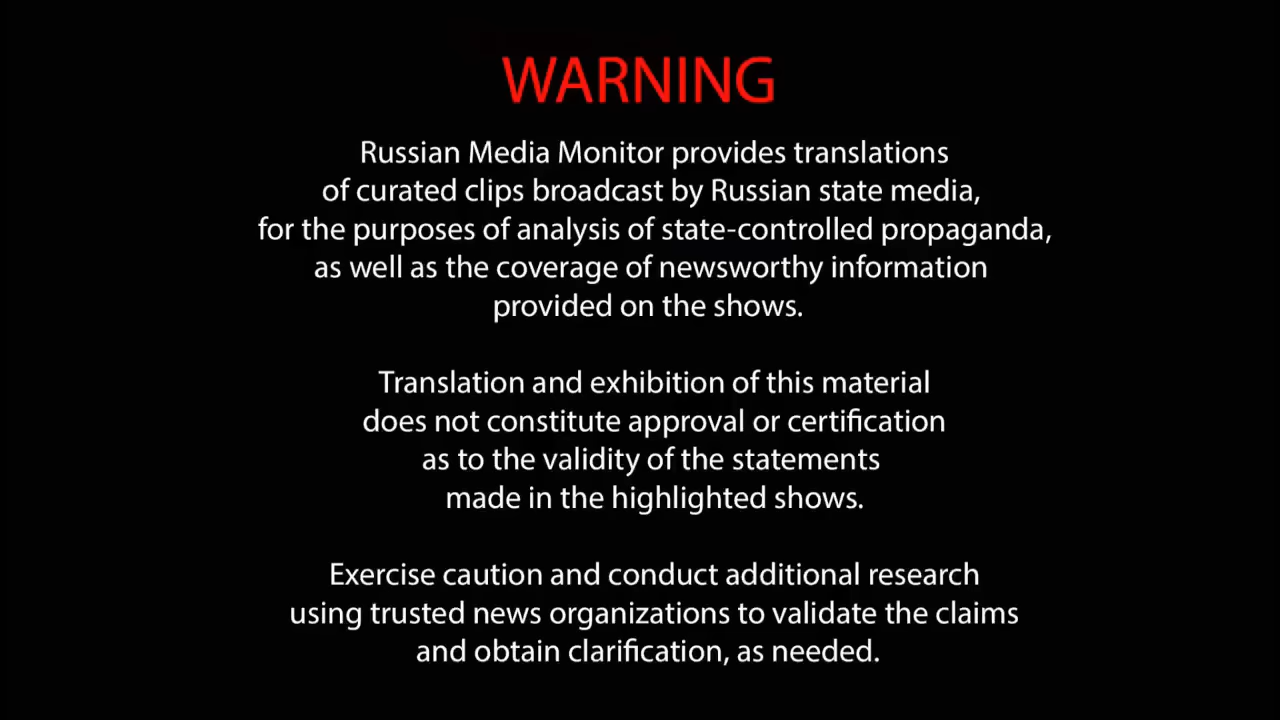 WARNING
Russian Media Monitor provides translations
of curated clips broadcast by Russian state media,
for the purposes of analysis of state-controlled propaganda,
as well as the coverage of newsworthy information
provided on the shows.
Translation and exhibition of this material
does not constitute approval or certification
as to the validity of the statements
made in the highlighted shows.
Exercise caution and conduct additional research
using trusted news organizations to validate the claims
and obtain clarification, as needed.